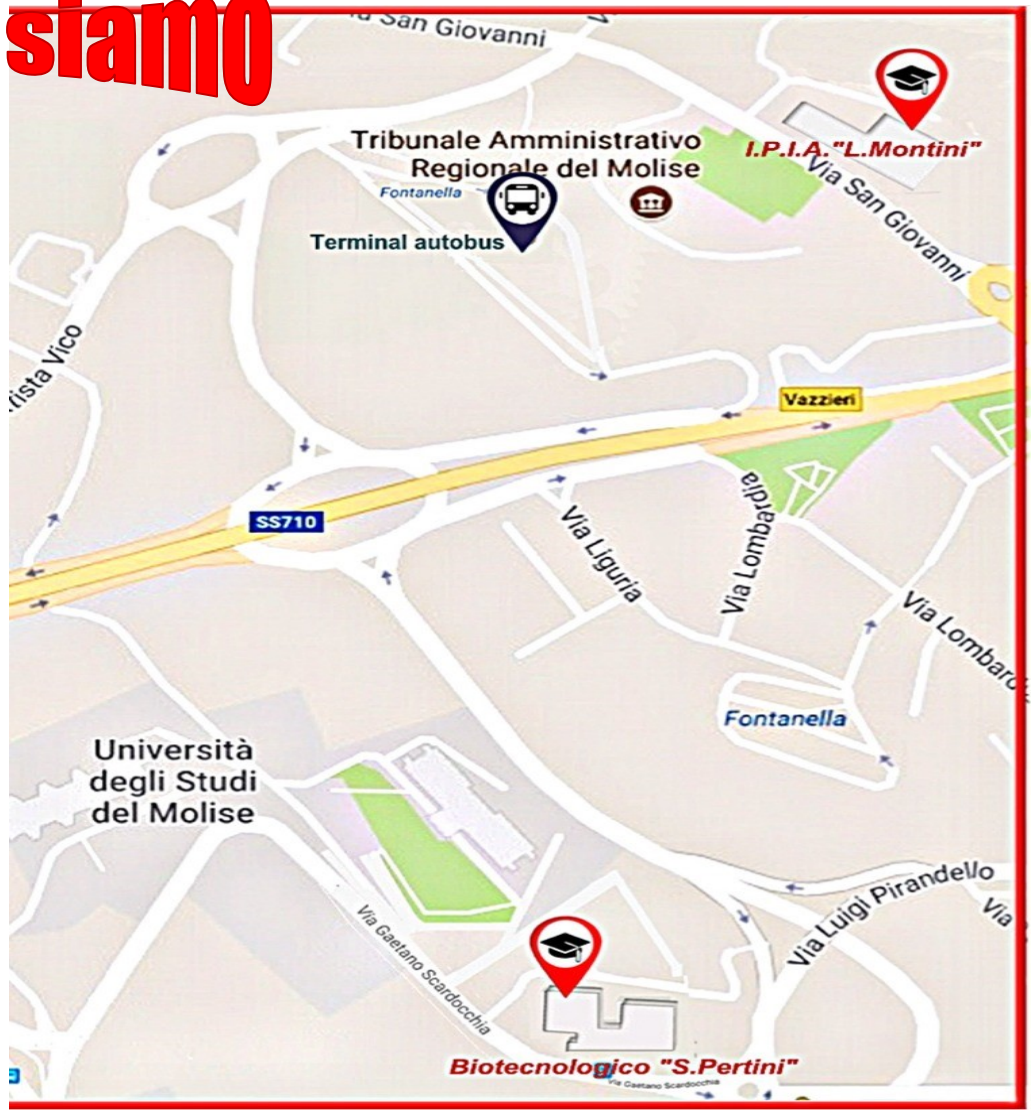 siamo
San Giovanni
Tribunale Amministrativo
Regionale del Molise
I.P.I.A."L.Montini"
Via San Giovanni
Fontanella
Terminal autobus
Vico
Vazzieri
SS710
Via Liguria
Via Lombardia
Via Lombard
Fontanella
Università
degli Studi
del Molise
Via Luigi Pirandello
Via
Via Gaetano Scardocchia
Biotecnologico "S.Pertini"
Via Gaetano Scardocchia